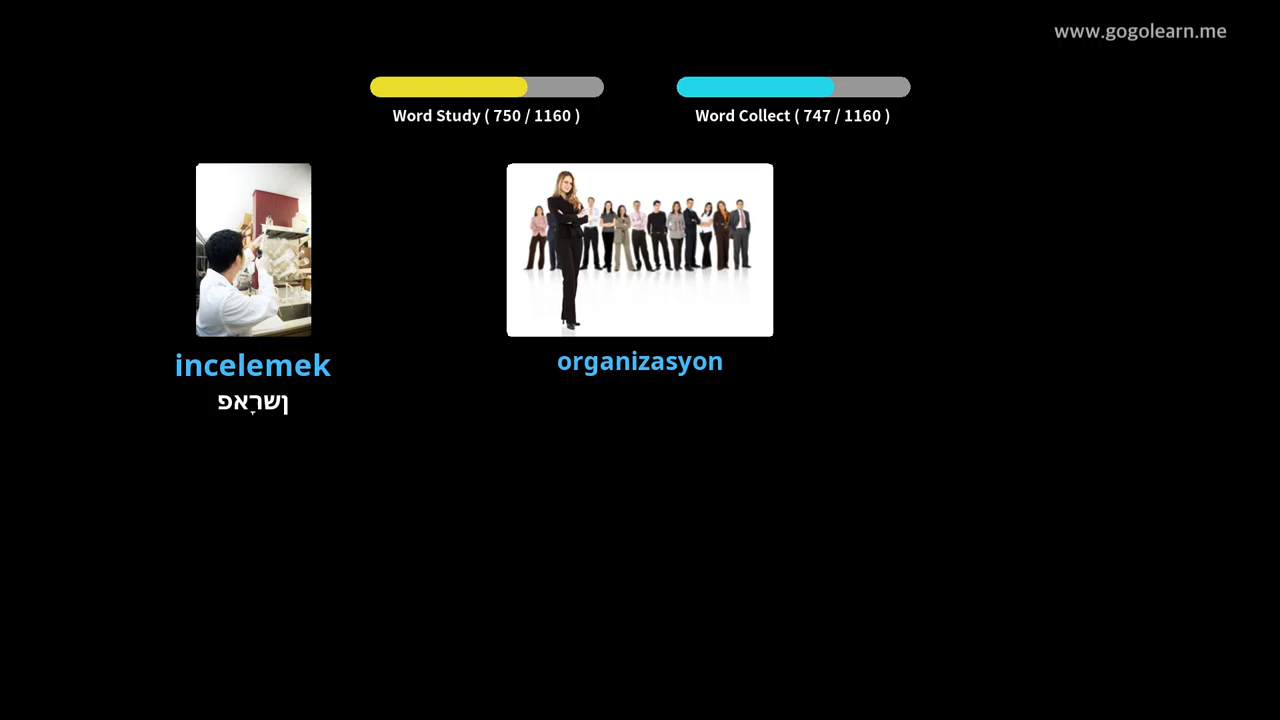 www.gogolearn.me
Word Study ( 750 / 1160 )
Word Collect ( 747 / 1160 )
incelemek
ןשרָאפ
organizasyon